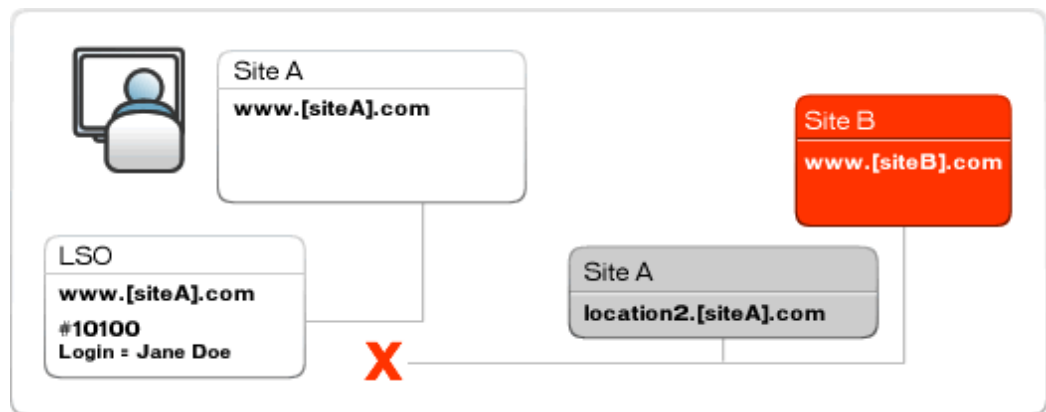 Site A
www.[siteA].com
Site B
www.[siteB].com
LSO
www.[siteA].com
#10100
Login = Jane Doe
Site A
location2.[siteA].com
X